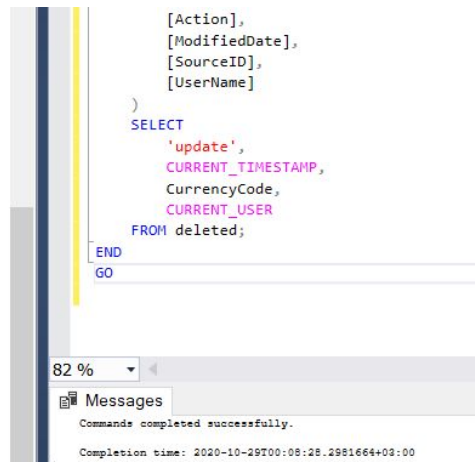 [Action],
[ModifiedDate],
[SourceID],
[UserName]
)
SELECT
'update',
CURRENT_TIMESTAMP,
CurrencyCode,
CURRENT_USER
FROM deleted;
END
GO
82 %
Messages
Commands completed successfully.
Completion time: 2020-10-29T00:08:28.2981664+03:00